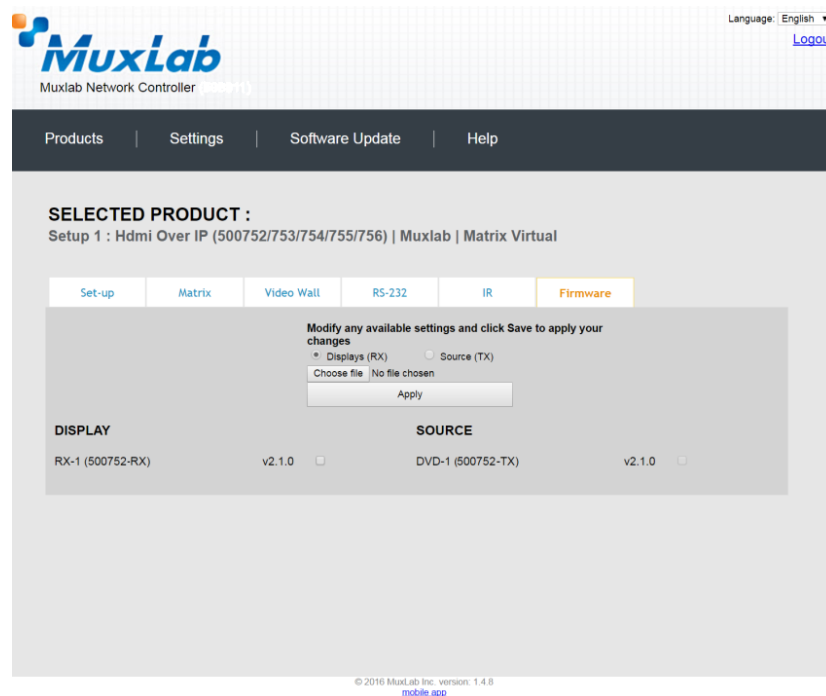 Language: English
Logou
MuxLab
Muxlab Network Controller
Products | Settings | Software Update | Help
SELECTED PRODUCT :
Setup 1 : Hdmi Over IP (500752/753/754/755/756) | Muxlab | Matrix Virtual
Set-up Matrix Video Wall RS-232 IR Firmware
Modify any available settings and click Save to apply your
changes
Displays (RX) Source (TX)
Choose file No file chosen
Apply
DISPLAY SOURCE
RX-1 (500752-RX) v2.1.0 DVD-1 (500752-TX) v2.1.0
© 2016 MuxLab Inc. version: 1.4.8
mobile app